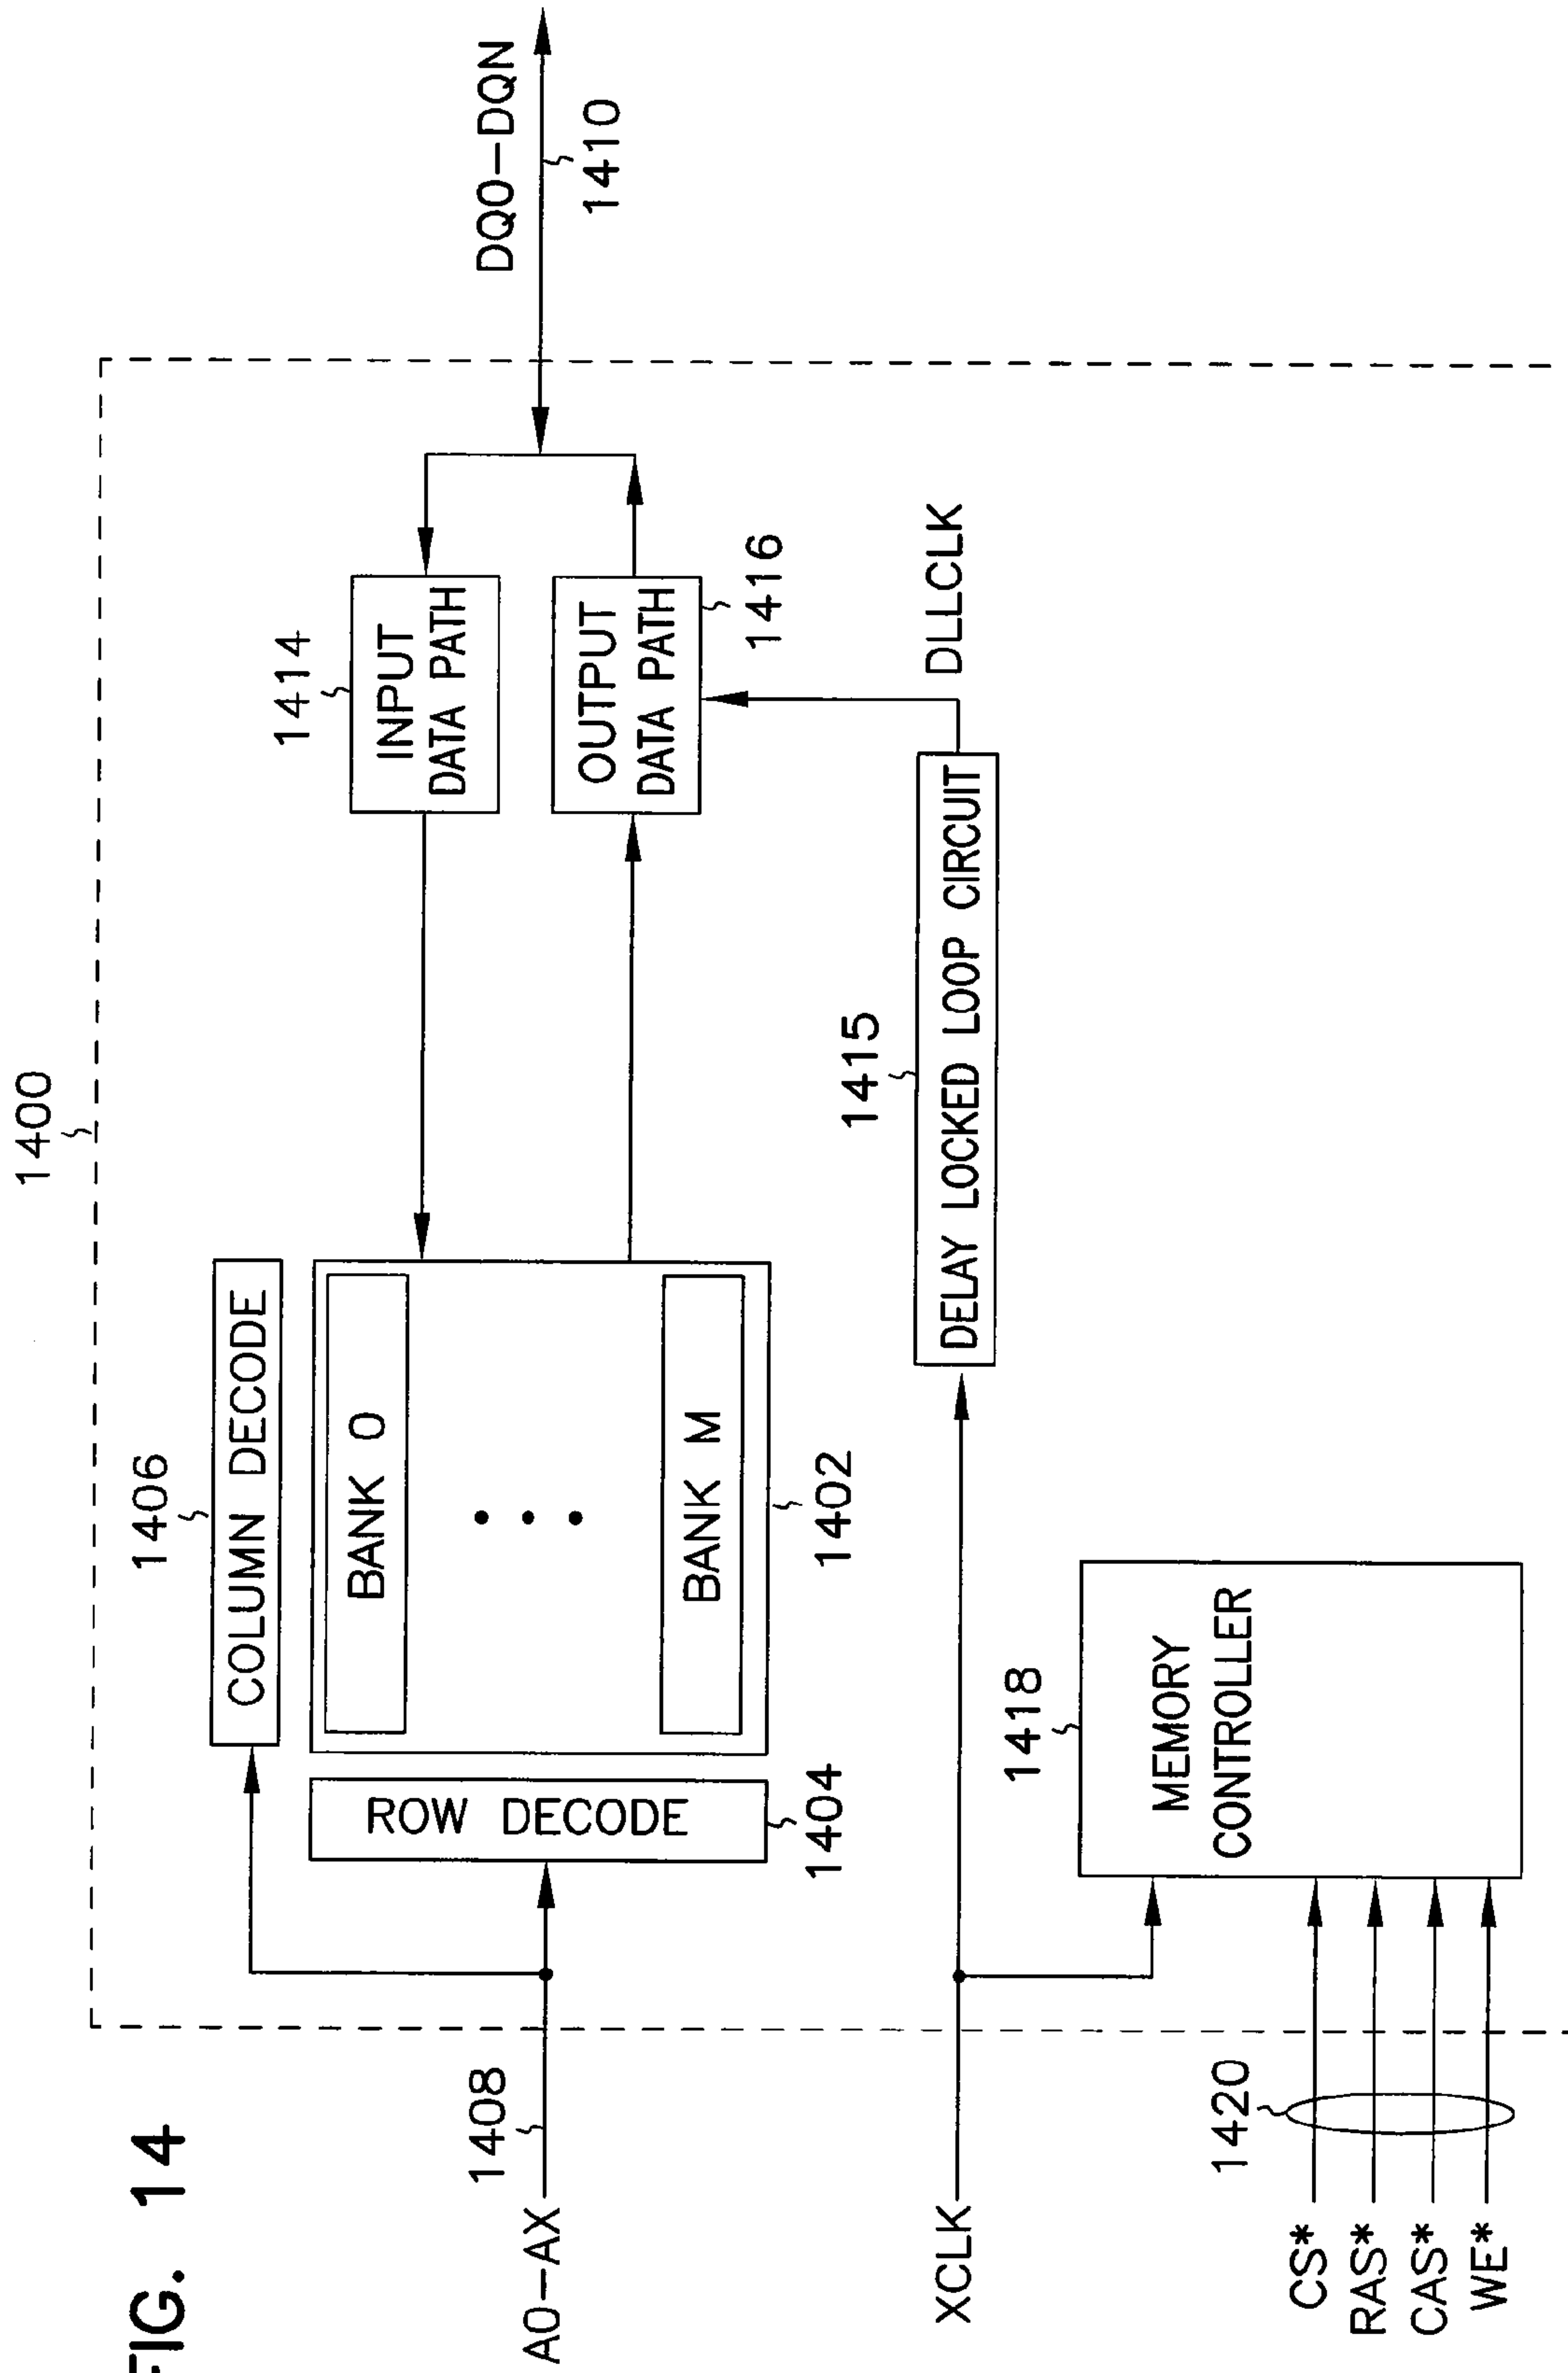 FIG. 14
1400
1406
COLUMN DECODE
1408
A0-AX
ROW DECODE
1404
BANK 0
BANK M
1402
1414
INPUT
DATA PATH
OUTPUT
DATA PATH
1416
DQ0-DQN
1410
XCLK
1415
DELAY LOCKED LOOP CIRCUIT
DLLCLK
1418
MEMORY
CONTROLLER
1420
CS*
RAS*
CAS*
WE*